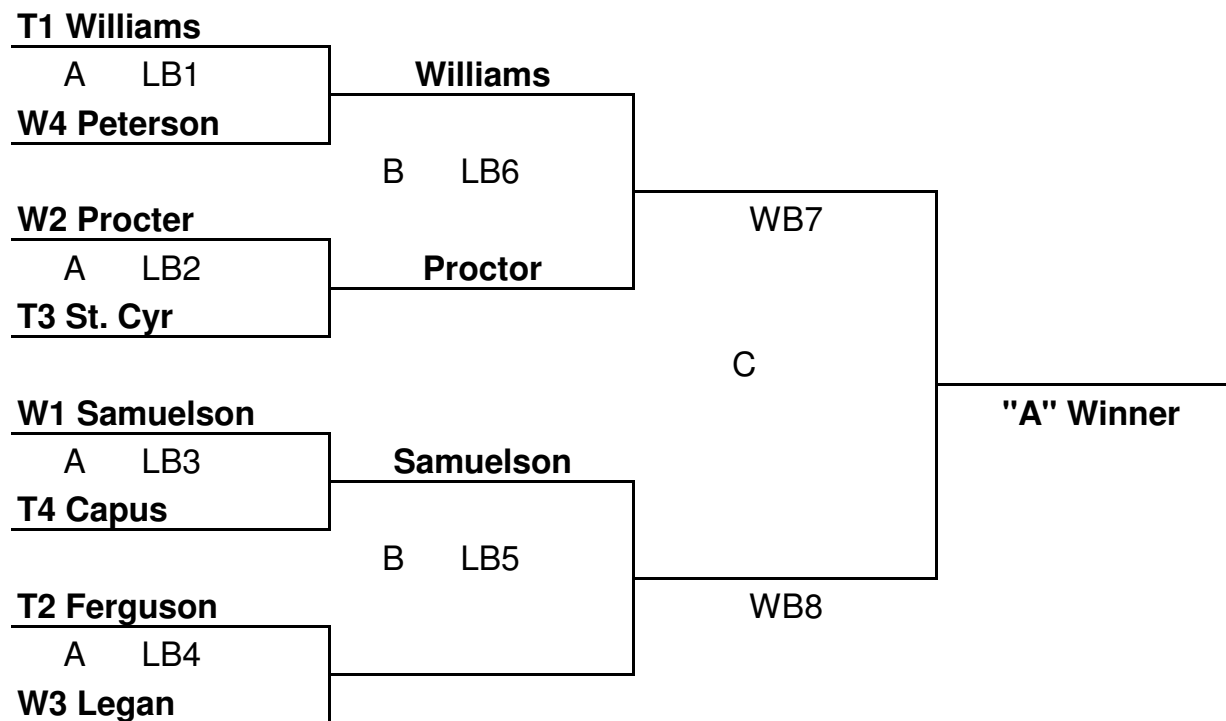 T1 Williams
A LB1
Williams
W4 Peterson
B LB6
W2 Procter
WB7
A LB2
Proctor
T3 St. Cyr
C
W1 Samuelson
"A" Winner
A LB3
Samuelson
T4 Capus
B LB5
T2 Ferguson
WB8
A LB4
W3 Legan